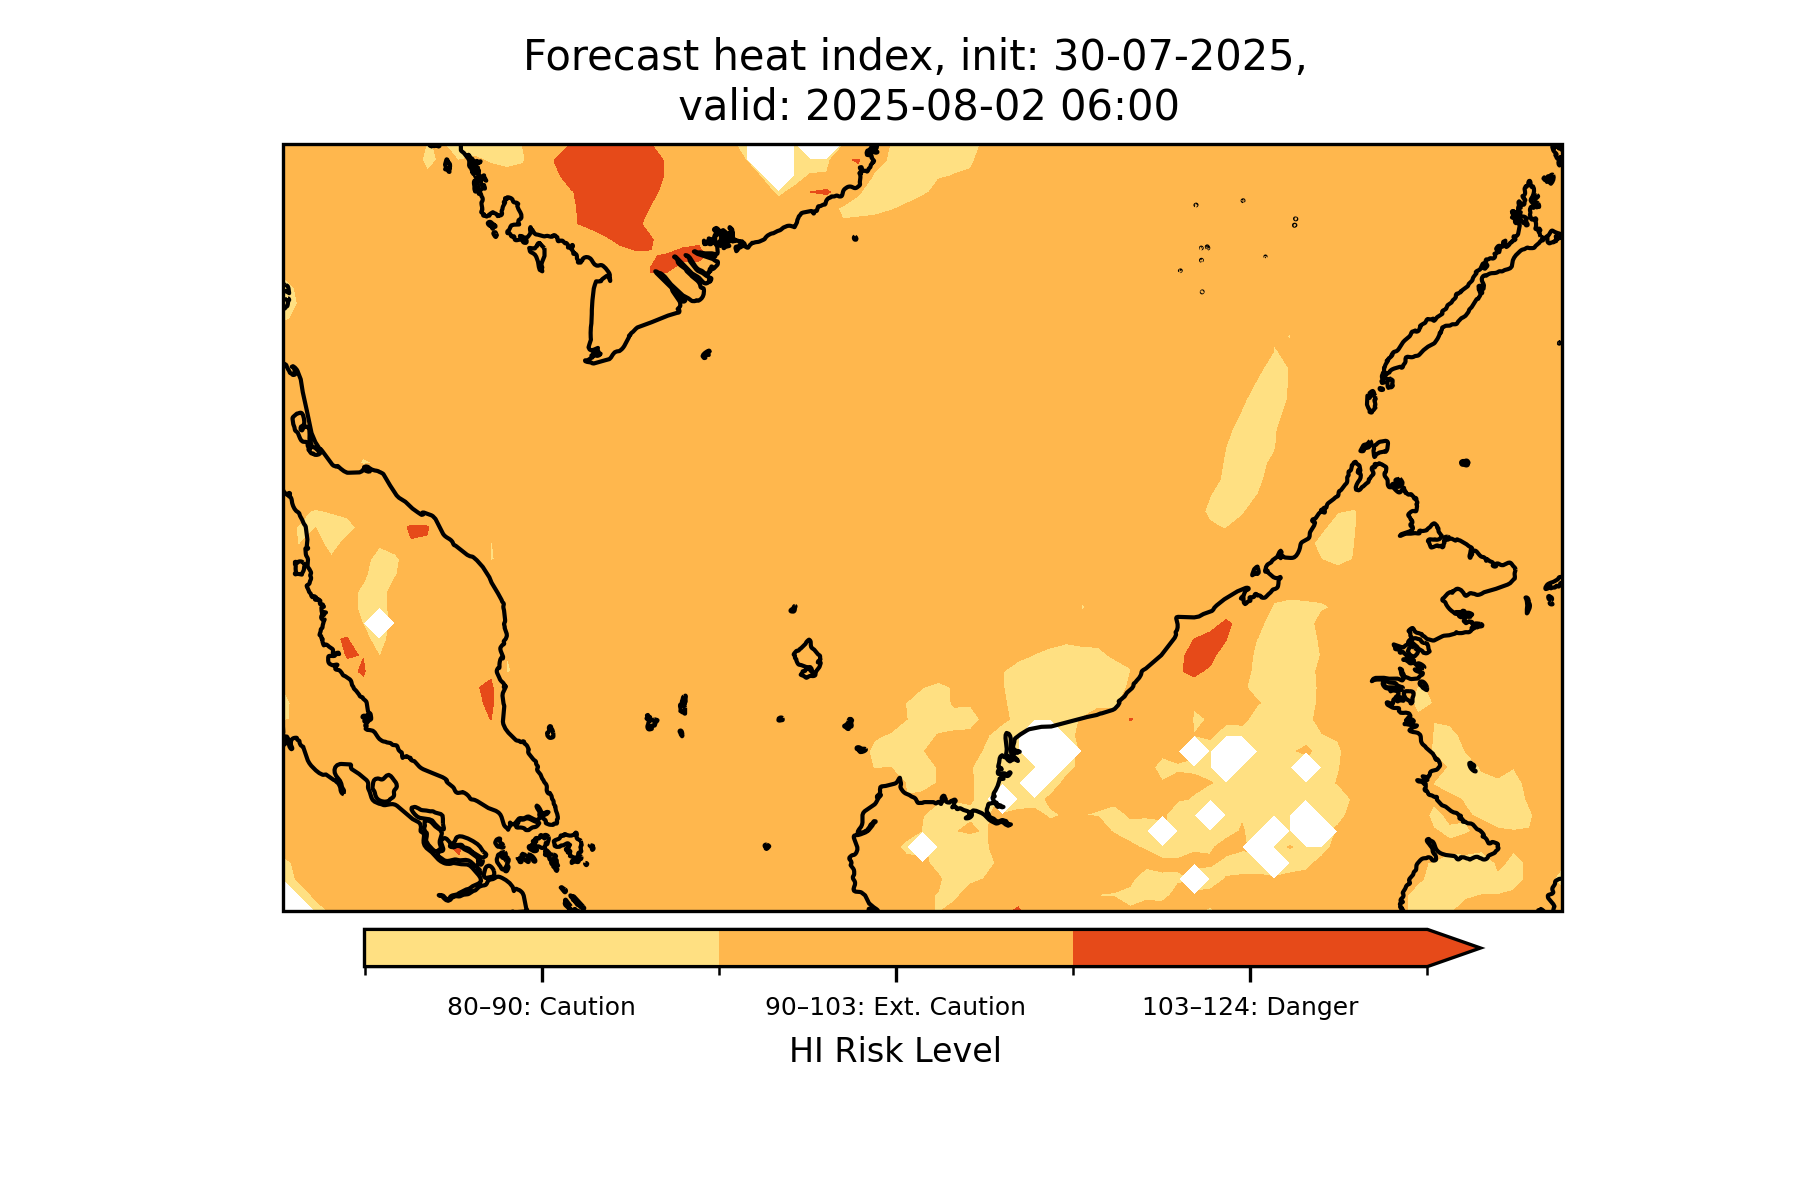 Forecast heat index, init: 30-07-2025,
valid: 2025-08-02 06:00
80–90: Caution
90–103: Ext. Caution
103–124: Danger
HI Risk Level